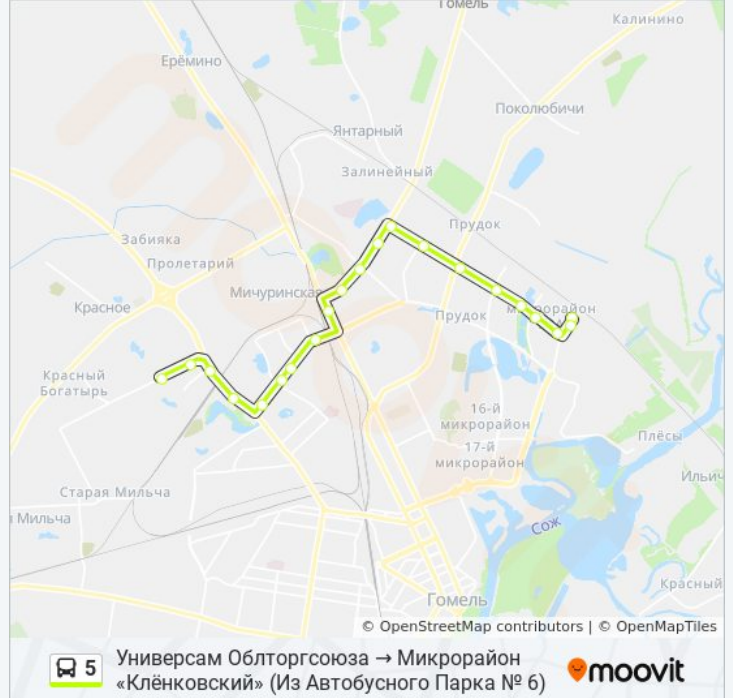 Гомель
Калинино
Ерёмино
Поколюбичи
Янтарный
Залинейный
Прудок
Забияка
Пролетарий
Мичуринская
Красное
Прудок
микрорайон
Красный
Богатырь
16-й
микрорайон
17-й
микрорайон
Плёсы
Ильич
Старая Мильча
Мильча
Сож
Красный
Гомель
© OpenStreetMap contributors | © OpenMapTiles
5
Универсам Облторгсоюза → Микрорайон
«Клёнковский» (Из Автобусного Парка № 6)
moovit